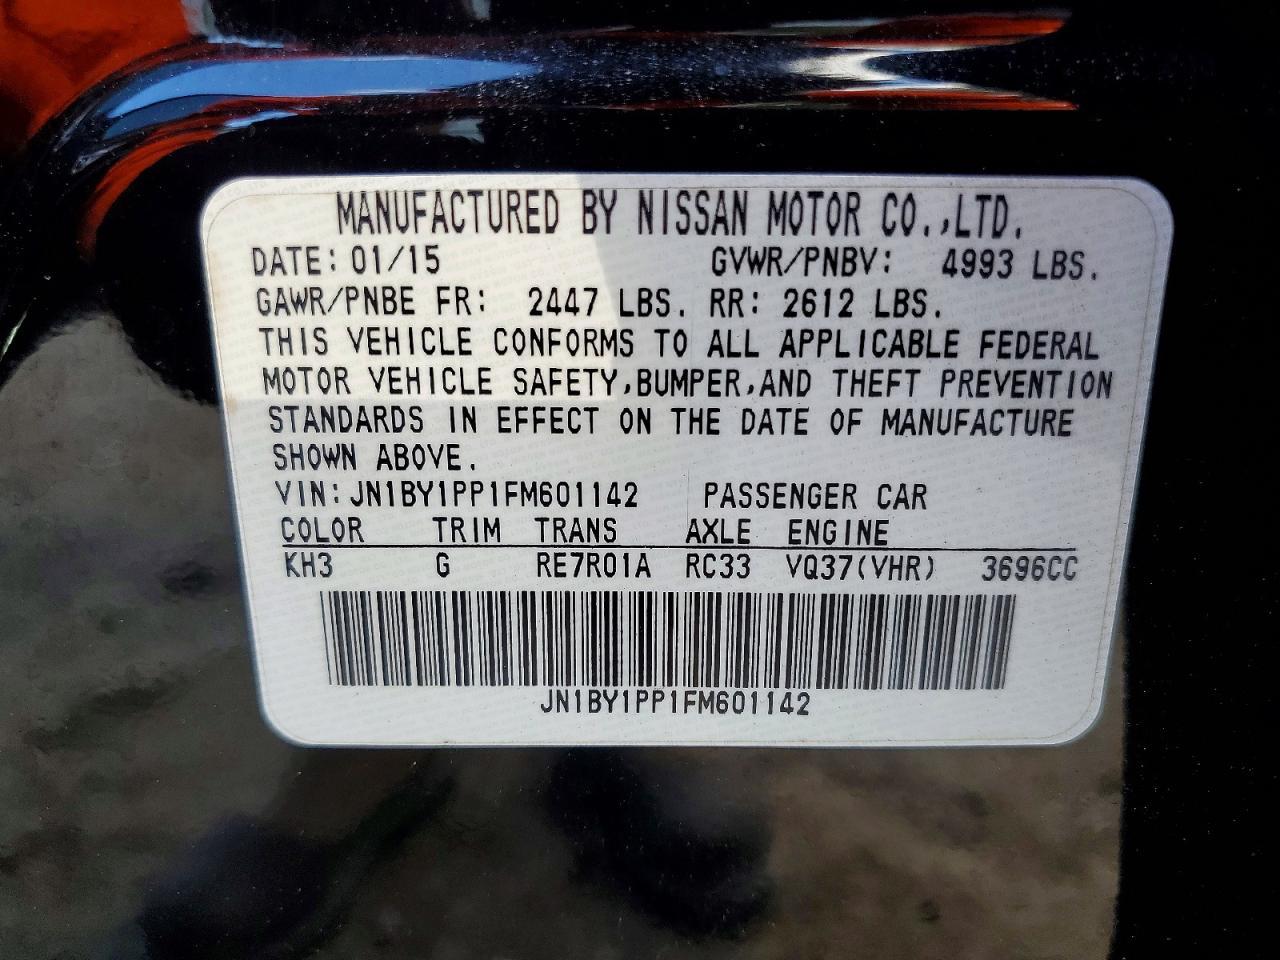 MANUFACTURED BY NISSAN MOTOR CO.,LTD.
DATE: 01/15 GVWR/PNBV: 4993 LBS.
GAWR/PNBE FR: 2447 LBS. RR: 2612 LBS.
THIS VEHICLE CONFORMS TO ALL APPLICABLE FEDERAL
MOTOR VEHICLE SAFETY,BUMPER,AND THEFT PREVENTION
STANDARDS IN EFFECT ON THE DATE OF MANUFACTURE
SHOWN ABOVE.
VIN: JN1BY1PP1FM601142 PASSENGER CAR
COLOR TRIM TRANS AXLE ENGINE
KH3 G RE7R01A RC33 VQ37(VHR) 3696CC
JN1BY1PP1FM601142